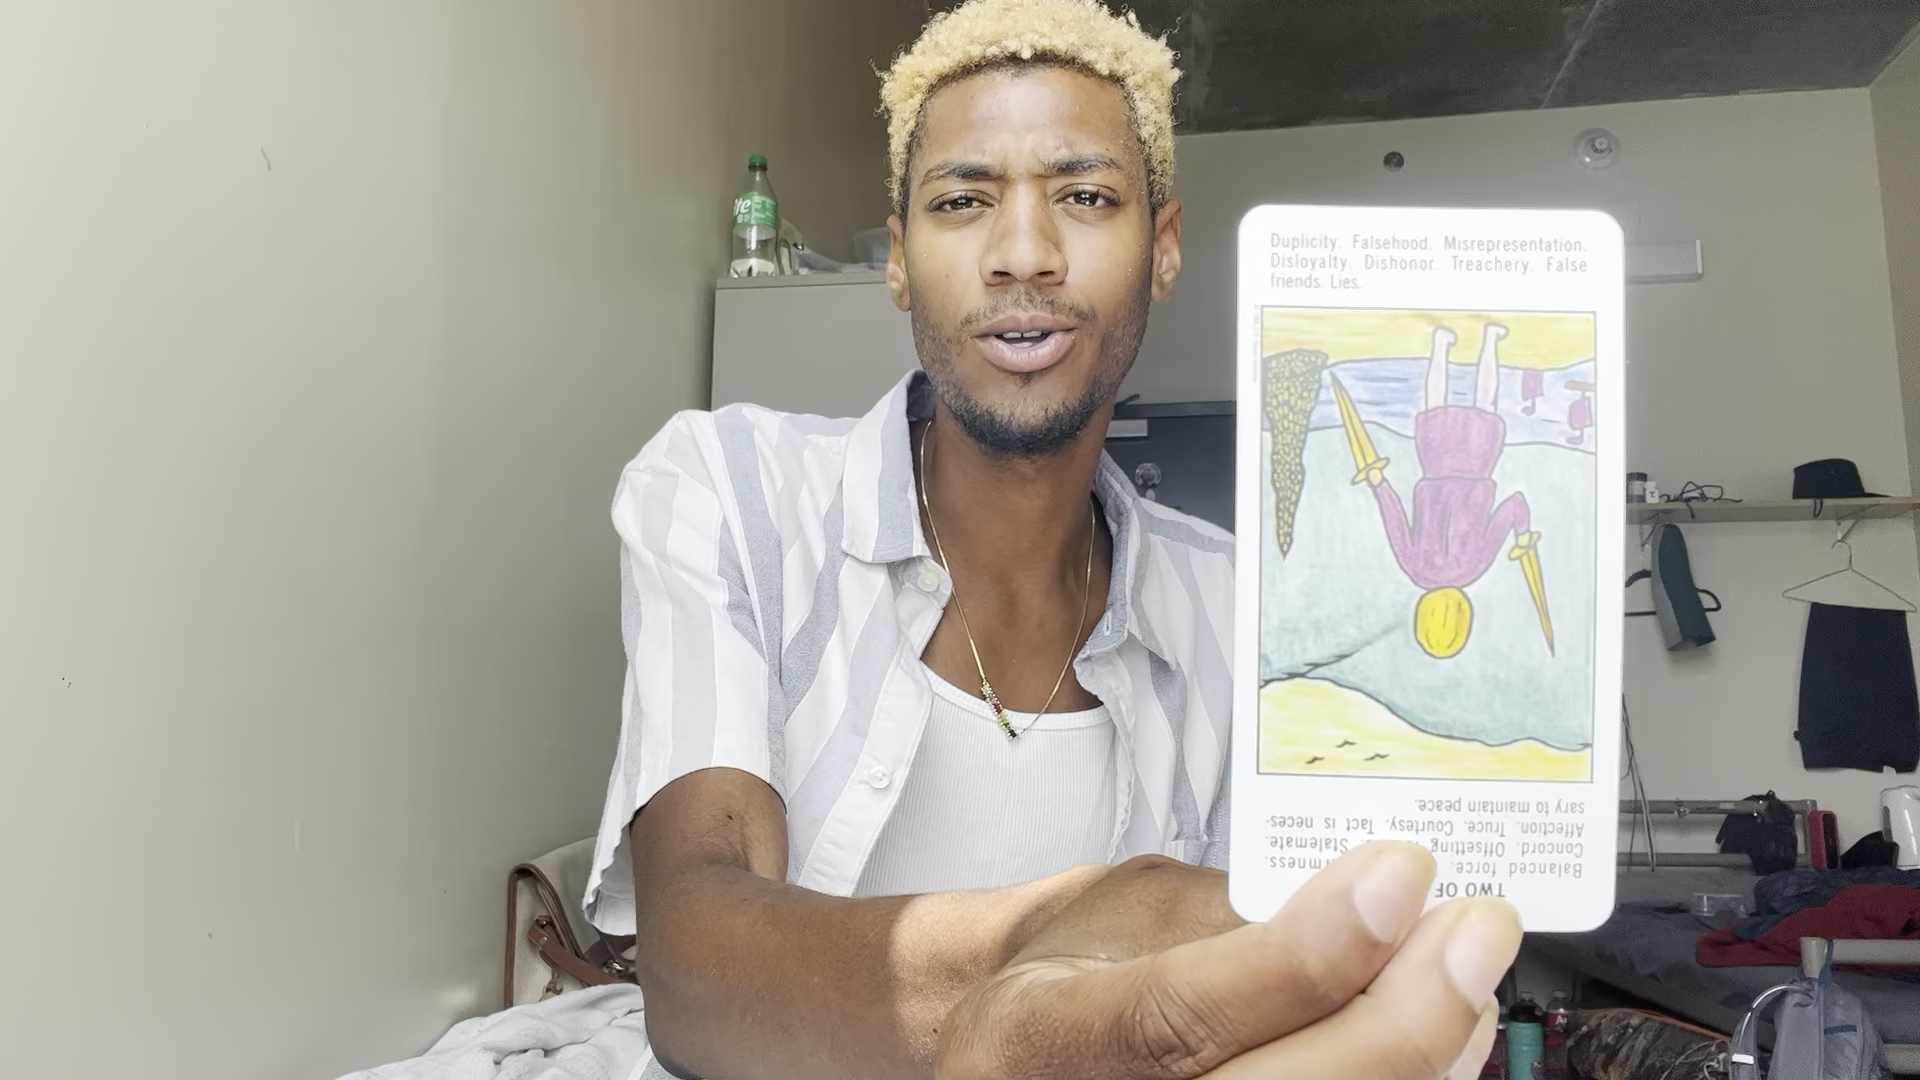 Duplicity. Falsehood. Misrepresentation.
Disloyalty. Dishonor. Treachery. False
friends. Lies.
TWO OF
Balanced force.
Concord. Offsetting Stalemate.
Affection. Truce. Courtesy. Tact is neces-
sary to maintain peace.